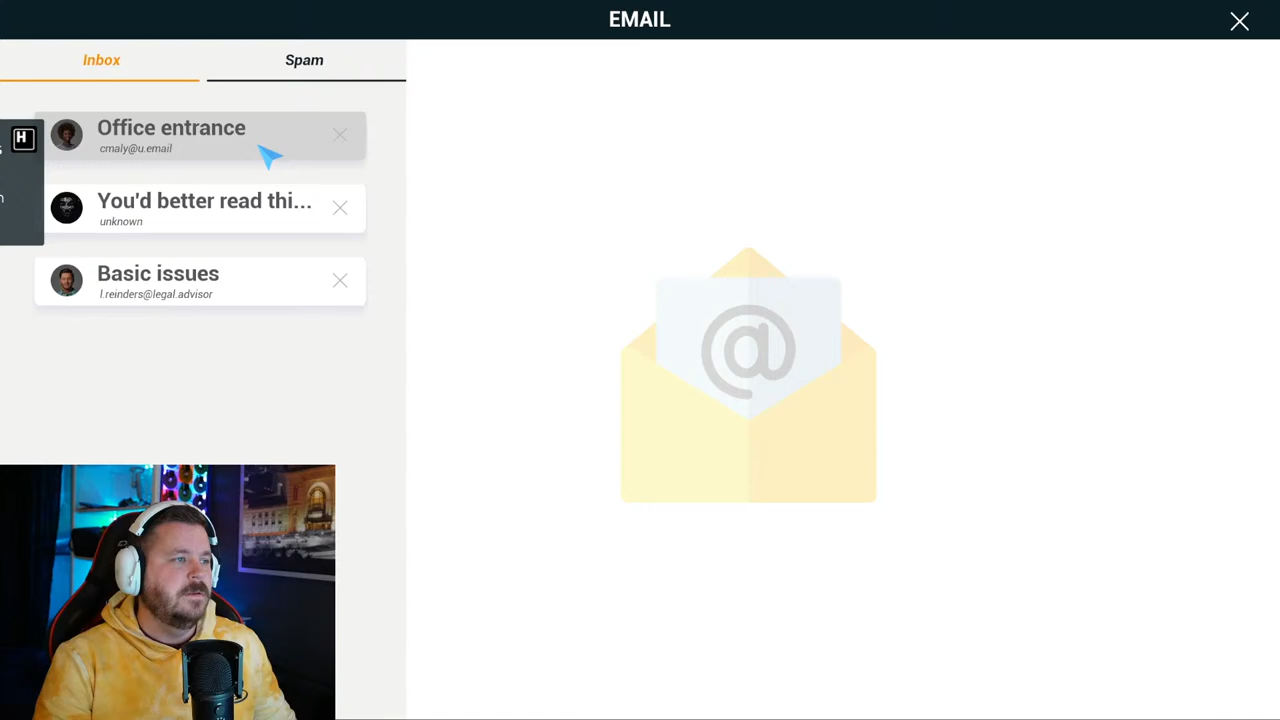 EMAIL
Inbox
Spam
H
Office entrance
cmaly@u.email
You'd better read thi...
unknown
Basic issues
l.reinders@legal.advisor
@